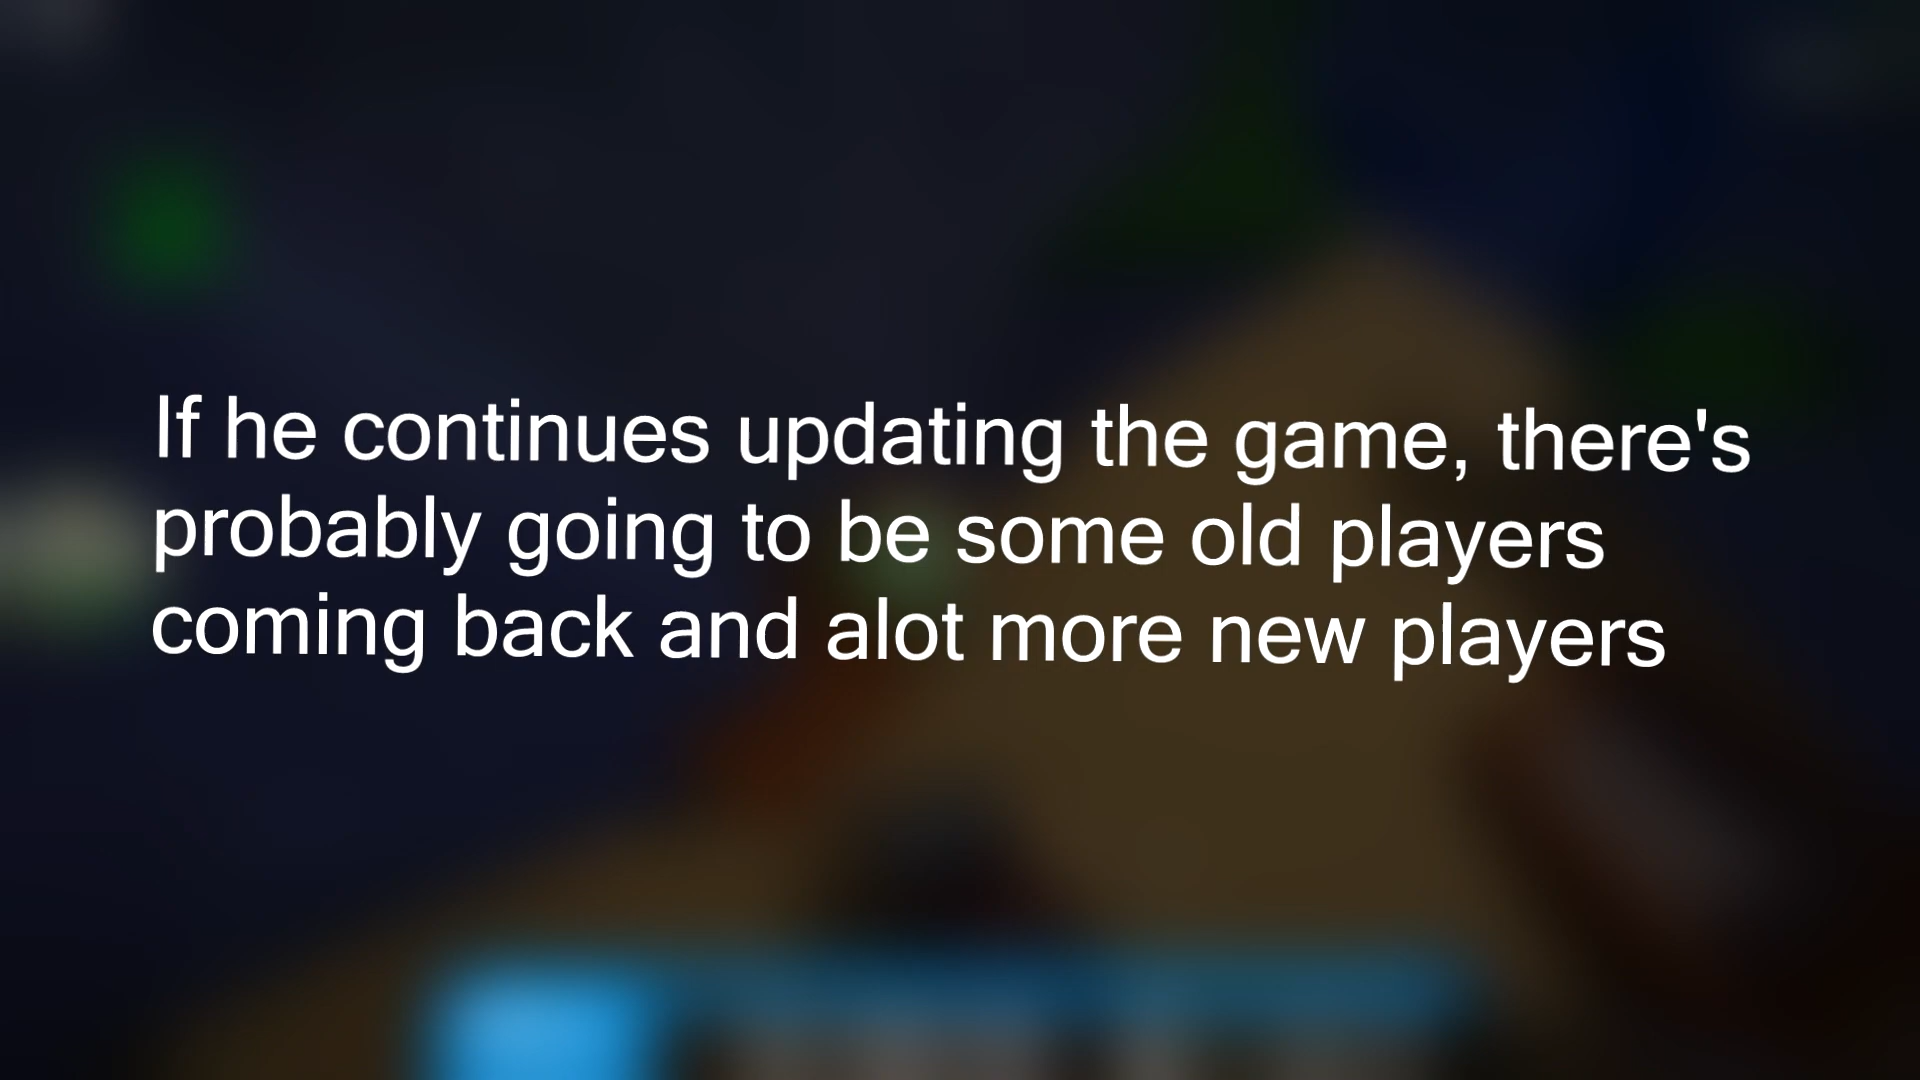 If he continues updating the game, there's
probably going to be some old players
coming back and alot more new players